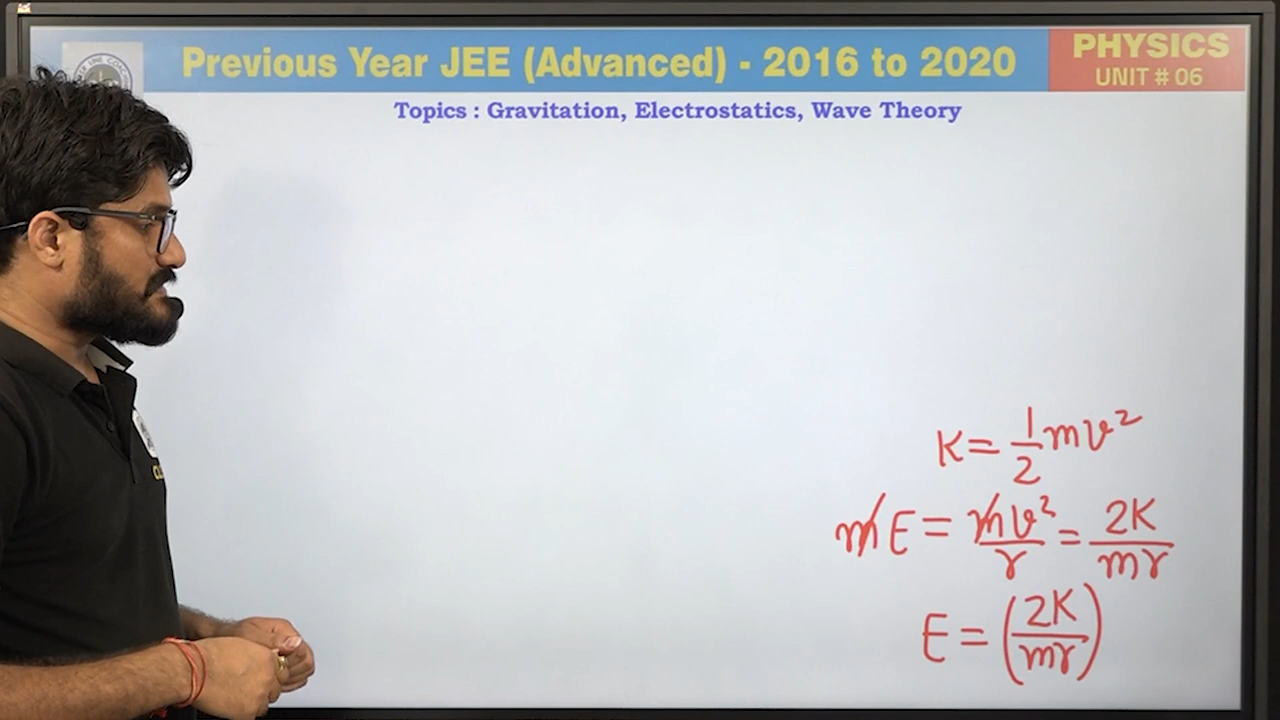 Previous Year JEE (Advanced) - 2016 to 2020
PHYSICS
UNIT # 06
Topics : Gravitation, Electrostatics, Wave Theory
K = 1/2 mv²
mE = mv²/r = 2K/mr
E = (2K/mr)